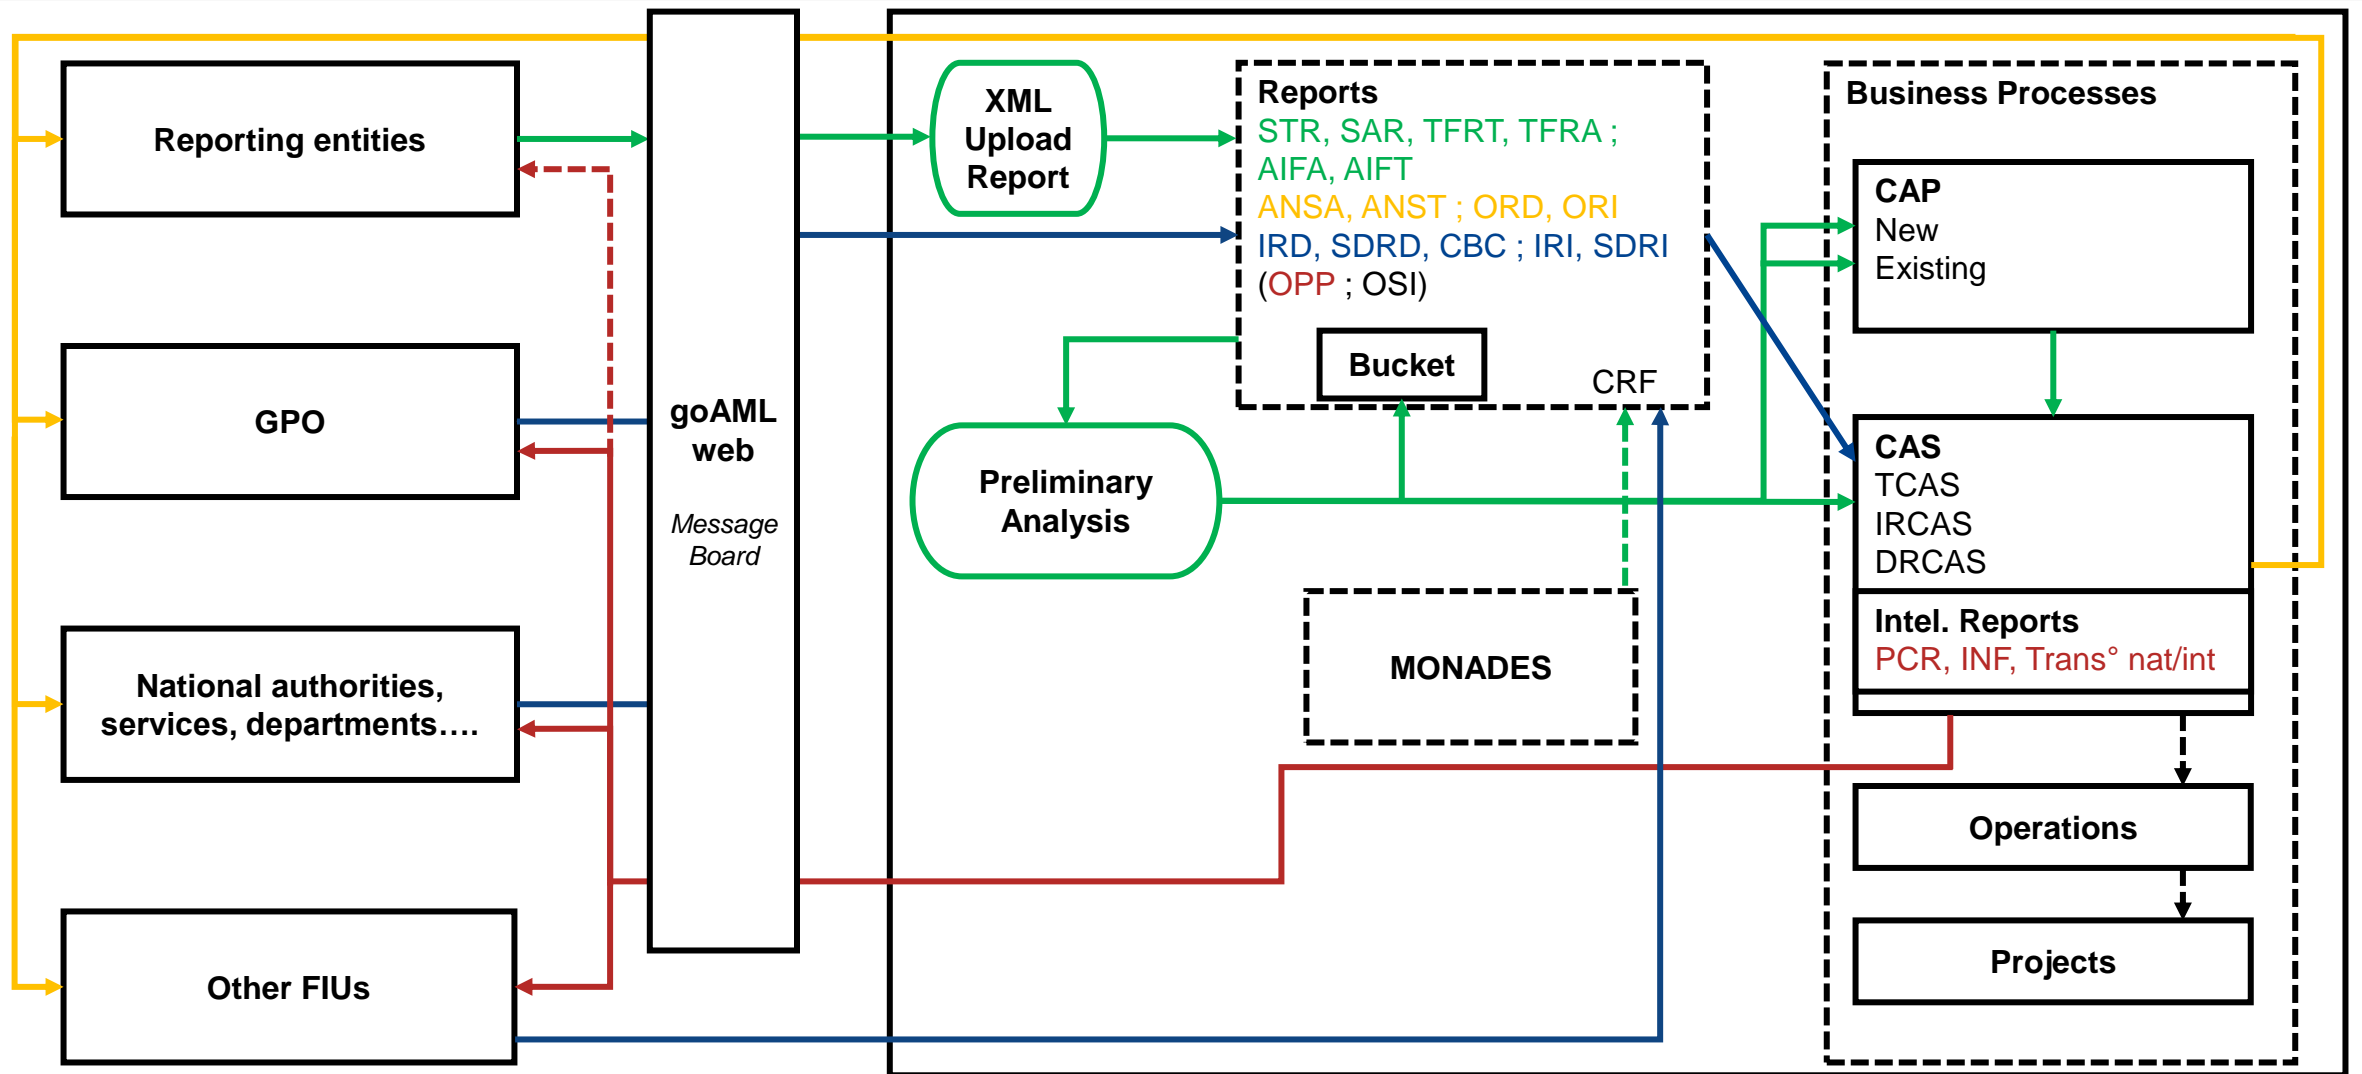 Reporting entities
GPO
National authorities,
services, departments….
Other FIUs
goAML
web
Message
Board
XML
Upload
Report
Reports
STR, SAR, TFRT, TFRA ;
AIFA, AIFT
ANSA, ANST ; ORD, ORI
IRD, SDRD, CBC ; IRI, SDRI
(OPP ; OSI)
Bucket
CRF
Preliminary
Analysis
MONADES
Business Processes
CAP
New
Existing
CAS
TCAS
IRCAS
DRCAS
Intel. Reports
PCR, INF, Trans° nat/int
Operations
Projects